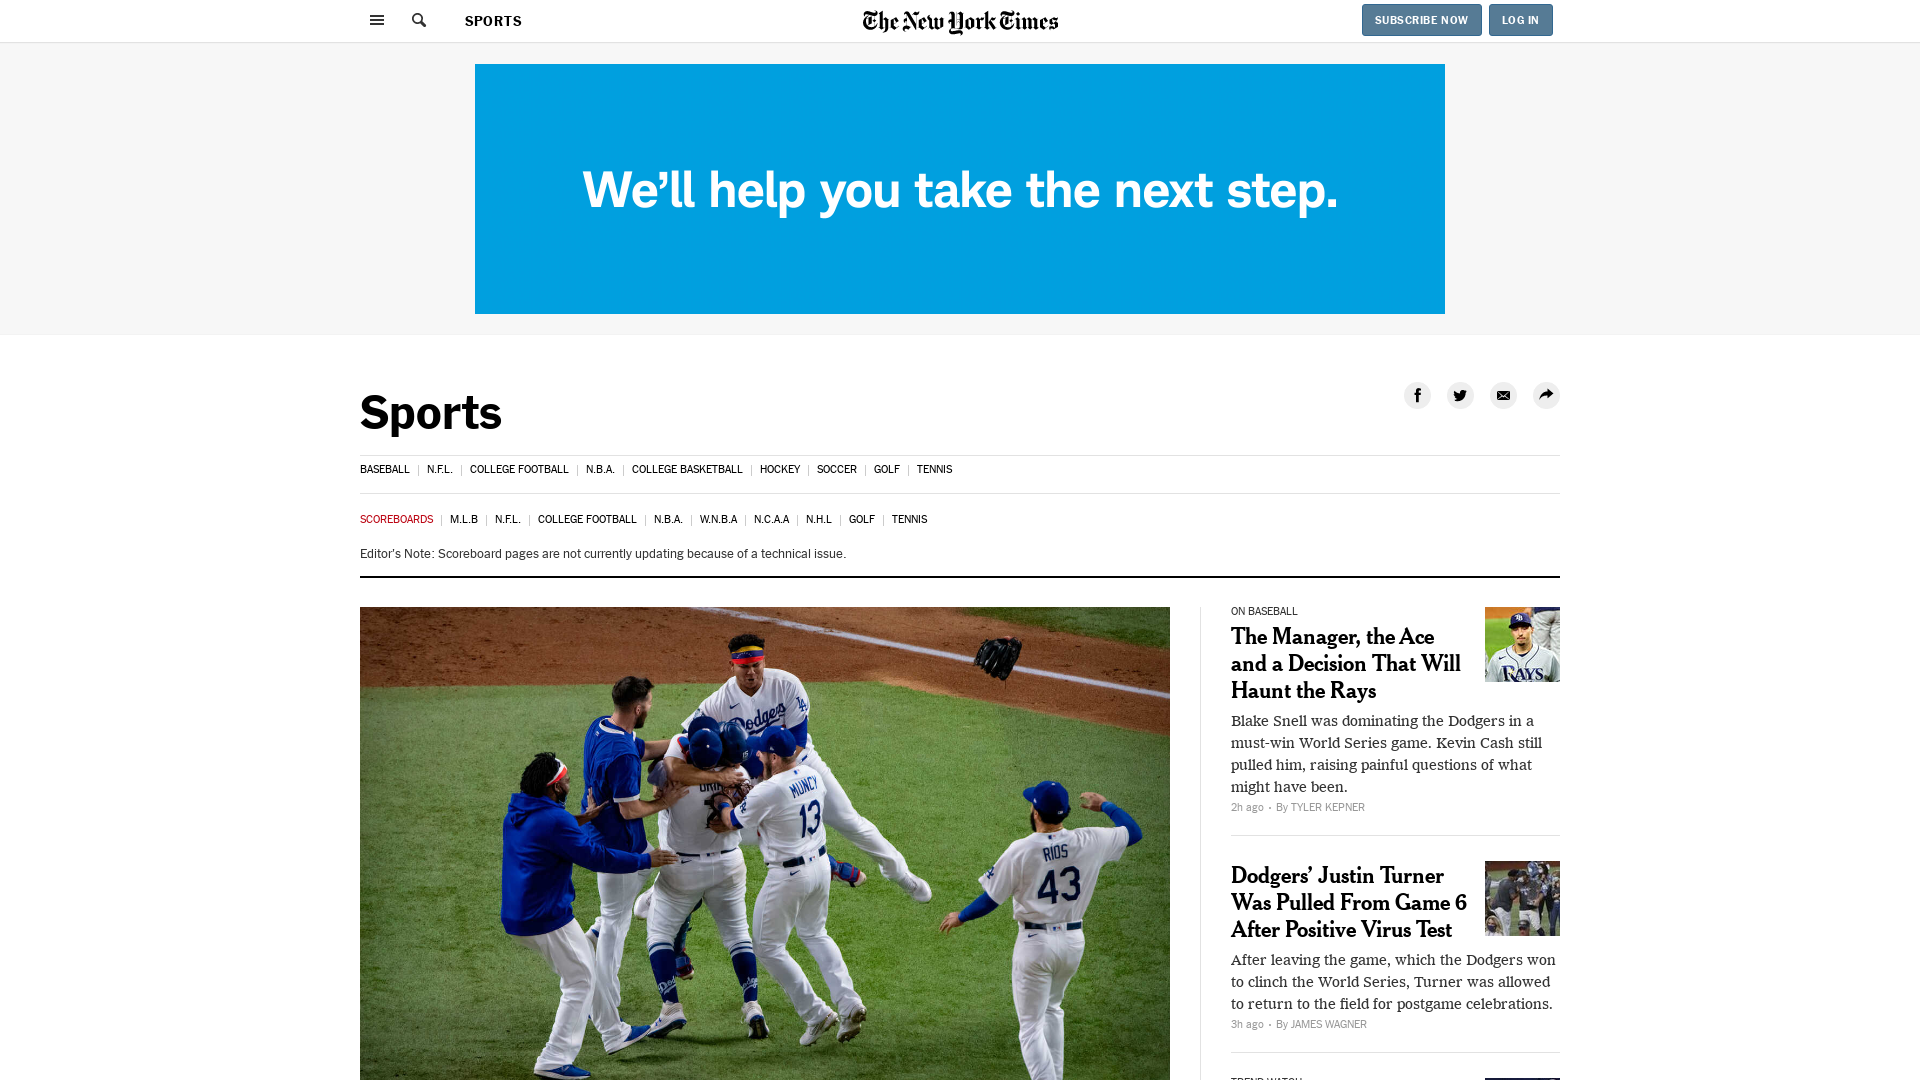 SPORTS
The New York Times
SUBSCRIBE NOW
LOG IN
We'll help you take the next step.
Sports
BASEBALL | N.F.L. | COLLEGE FOOTBALL | N.B.A. | COLLEGE BASKETBALL | HOCKEY | SOCCER | GOLF | TENNIS
SCOREBOARDS | M.L.B | N.F.L. | COLLEGE FOOTBALL | N.B.A. | W.N.B.A | N.C.A.A | N.H.L | GOLF | TENNIS
Editor's Note: Scoreboard pages are not currently updating because of a technical issue.
Dodgers
LA
MUNCY
13
RIOS
43
ON BASEBALL
The Manager, the Ace
and a Decision That Will
Haunt the Rays
RAYS
Blake Snell was dominating the Dodgers in a
must-win World Series game. Kevin Cash still
pulled him, raising painful questions of what
might have been.
2h ago • By TYLER KEPNER
Dodgers' Justin Turner
Was Pulled From Game 6
After Positive Virus Test
After leaving the game, which the Dodgers won
to clinch the World Series, Turner was allowed
to return to the field for postgame celebrations.
3h ago • By JAMES WAGNER